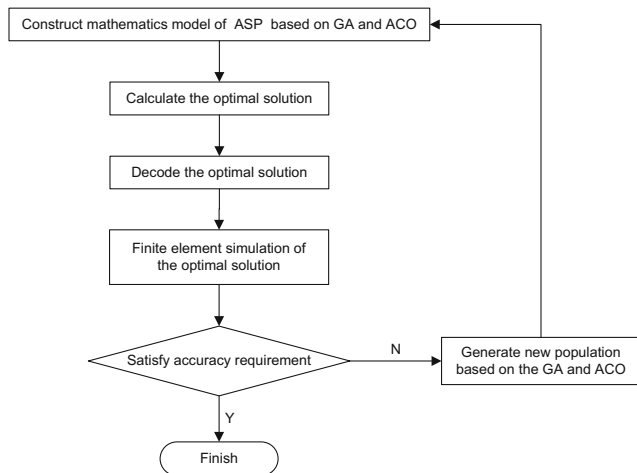 Construct mathematics model of ASP based on GA and ACO
Calculate the optimal solution
Decode the optimal solution
Finite element simulation of
the optimal solution
Satisfy accuracy requirement
N
Generate new population
based on the GA and ACO
Y
Finish